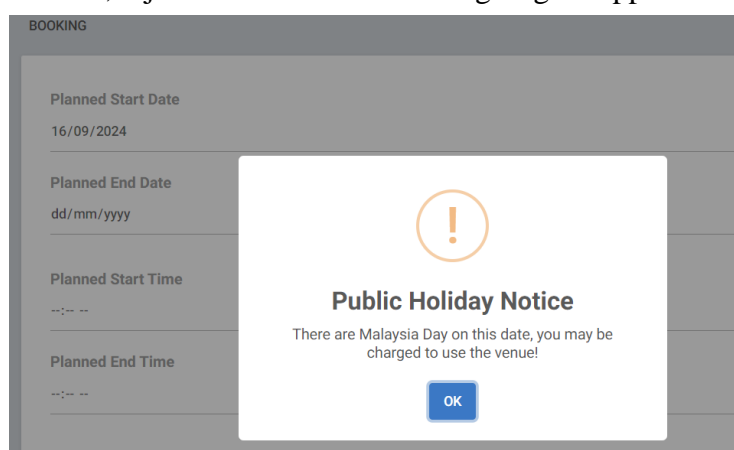 BOOKING
Planned Start Date
16/09/2024
Planned End Date
dd/mm/yyyy
Planned Start Time
--:-- --
Planned End Time
--:-- --
!
Public Holiday Notice
There are Malaysia Day on this date, you may be
charged to use the venue!
OK